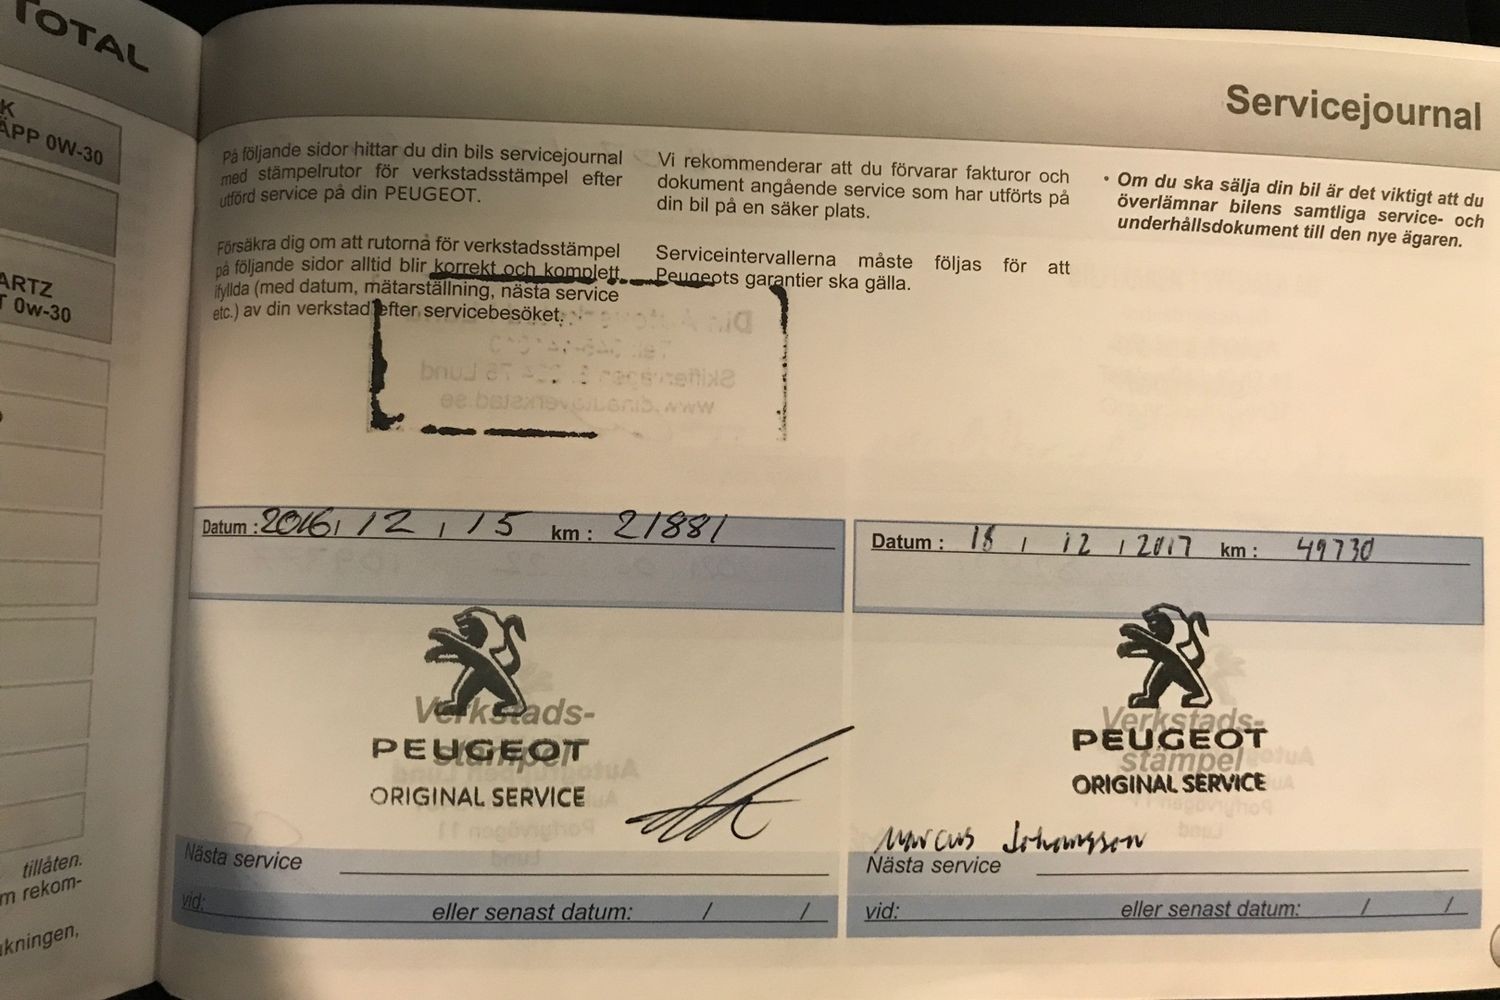 TOTAL
ÄPP 0W-30
ARTZ
T 0w-30
tillåten.
m rekom-
kningen,
Servicejournal
På följande sidor hittar du din bils servicejournal
med stämpelrutor för verkstadsstämpel efter
utförd service på din PEUGEOT.
Försäkra dig om att rutorna för verkstadsstämpel
på följande sidor alltid blir korrekt och komplett
ifyllda (med datum, mätarställning, nästa service
etc.) av din verkstad efter servicebesöket.
Vi rekommenderar att du förvarar fakturor och
dokument angående service som har utförts på
din bil på en säker plats.
Serviceintervallerna måste följas för att
Peugeots garantier ska gälla.
• Om du ska sälja din bil är det viktigt att du
överlämnar bilens samtliga service- och
underhållsdokument till den nye ägaren.
Datum : 2016 / 12 / 15 km : 21881
Verkstads-
stämpel
PEUGEOT
ORIGINAL SERVICE
Nästa service
vid: eller senast datum: / /
Datum : 18 / 12 / 2017 km : 49730
Verkstads-
PEUGEOT
stämpel
ORIGINAL SERVICE
Marcus Johansson
Nästa service
vid: eller senast datum: / /